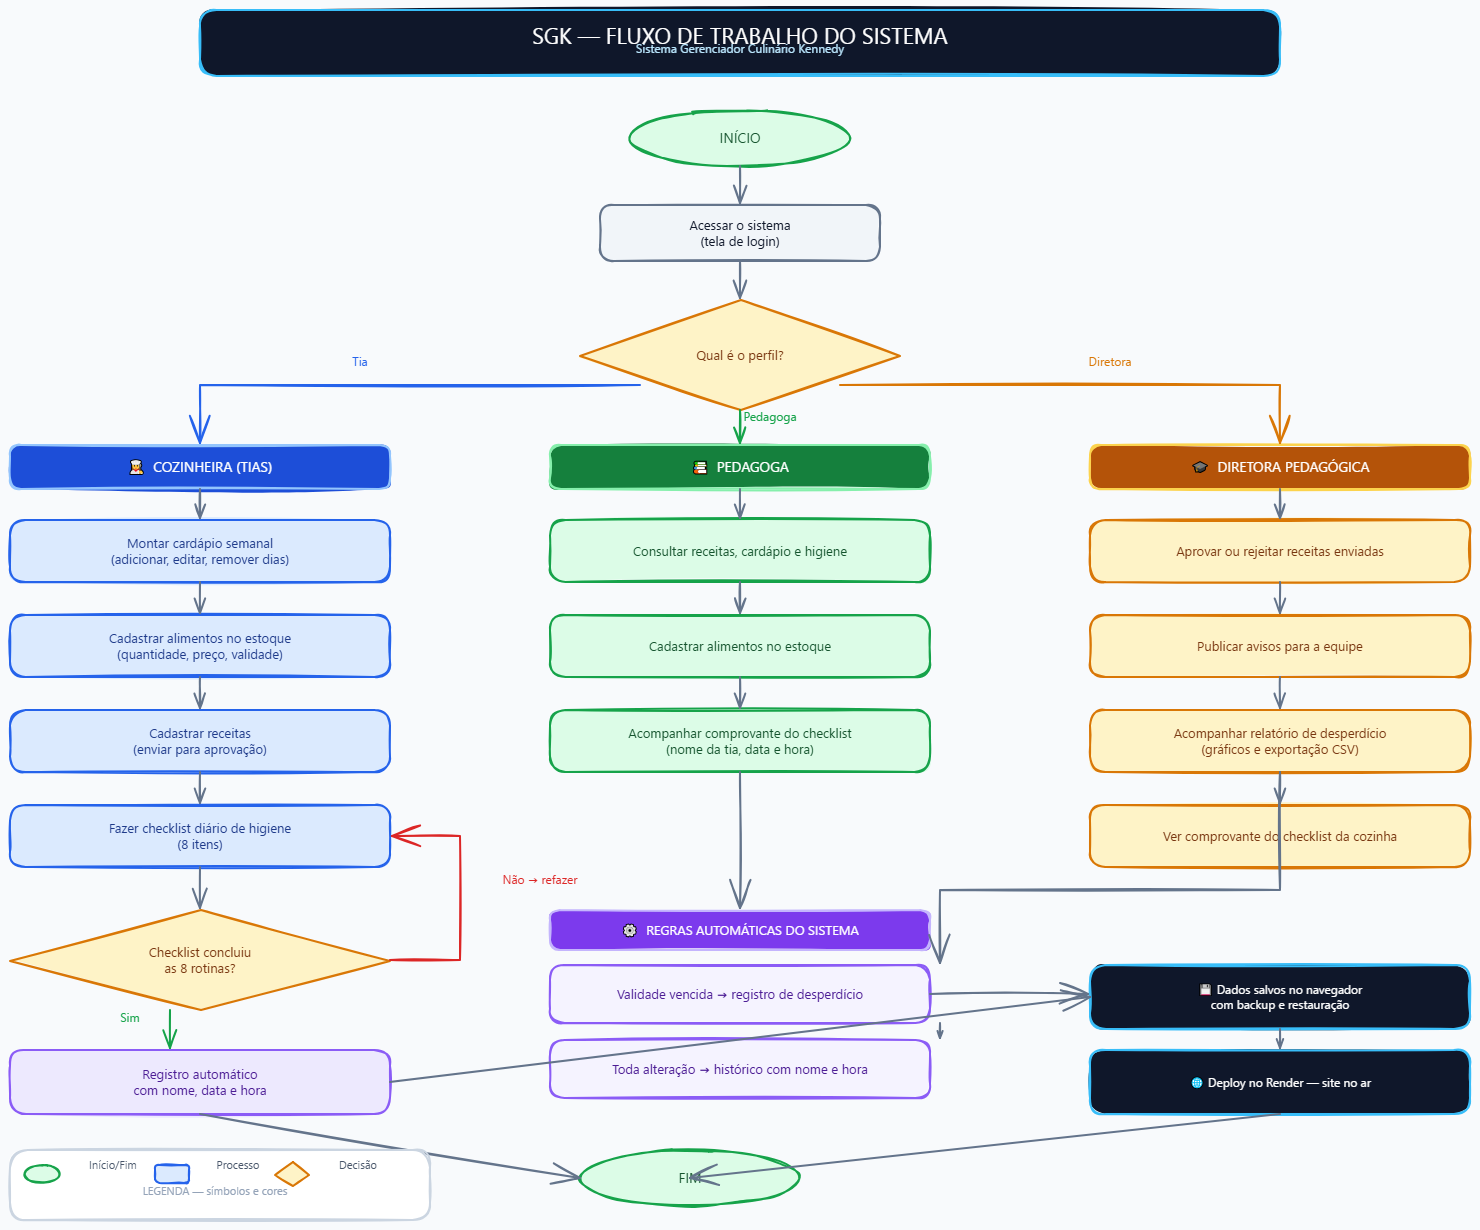 SGK — FLUXO DE TRABALHO DO SISTEMA
Sistema Gerenciador Culinário Kennedy
INÍCIO
Acessar o sistema
(tela de login)
Qual é o perfil?
Tia
Pedagoga
Diretora
COZINHEIRA (TIAS)
Montar cardápio semanal
(adicionar, editar, remover dias)
Cadastrar alimentos no estoque
(quantidade, preço, validade)
Cadastrar receitas
(enviar para aprovação)
Fazer checklist diário de higiene
(8 itens)
Não → refazer
Checklist concluiu
as 8 rotinas?
Sim
Registro automático
com nome, data e hora
PEDAGOGA
Consultar receitas, cardápio e higiene
Cadastrar alimentos no estoque
Acompanhar comprovante do checklist
(nome da tia, data e hora)
REGRAS AUTOMÁTICAS DO SISTEMA
Validade vencida → registro de desperdício
Toda alteração → histórico com nome e hora
DIRETORA PEDAGÓGICA
Aprovar ou rejeitar receitas enviadas
Publicar avisos para a equipe
Acompanhar relatório de desperdício
(gráficos e exportação CSV)
Ver comprovante do checklist da cozinha
Dados salvos no navegador
com backup e restauração
Deploy no Render — site no ar
FIM
Início/Fim
Processo
Decisão
LEGENDA — símbolos e cores